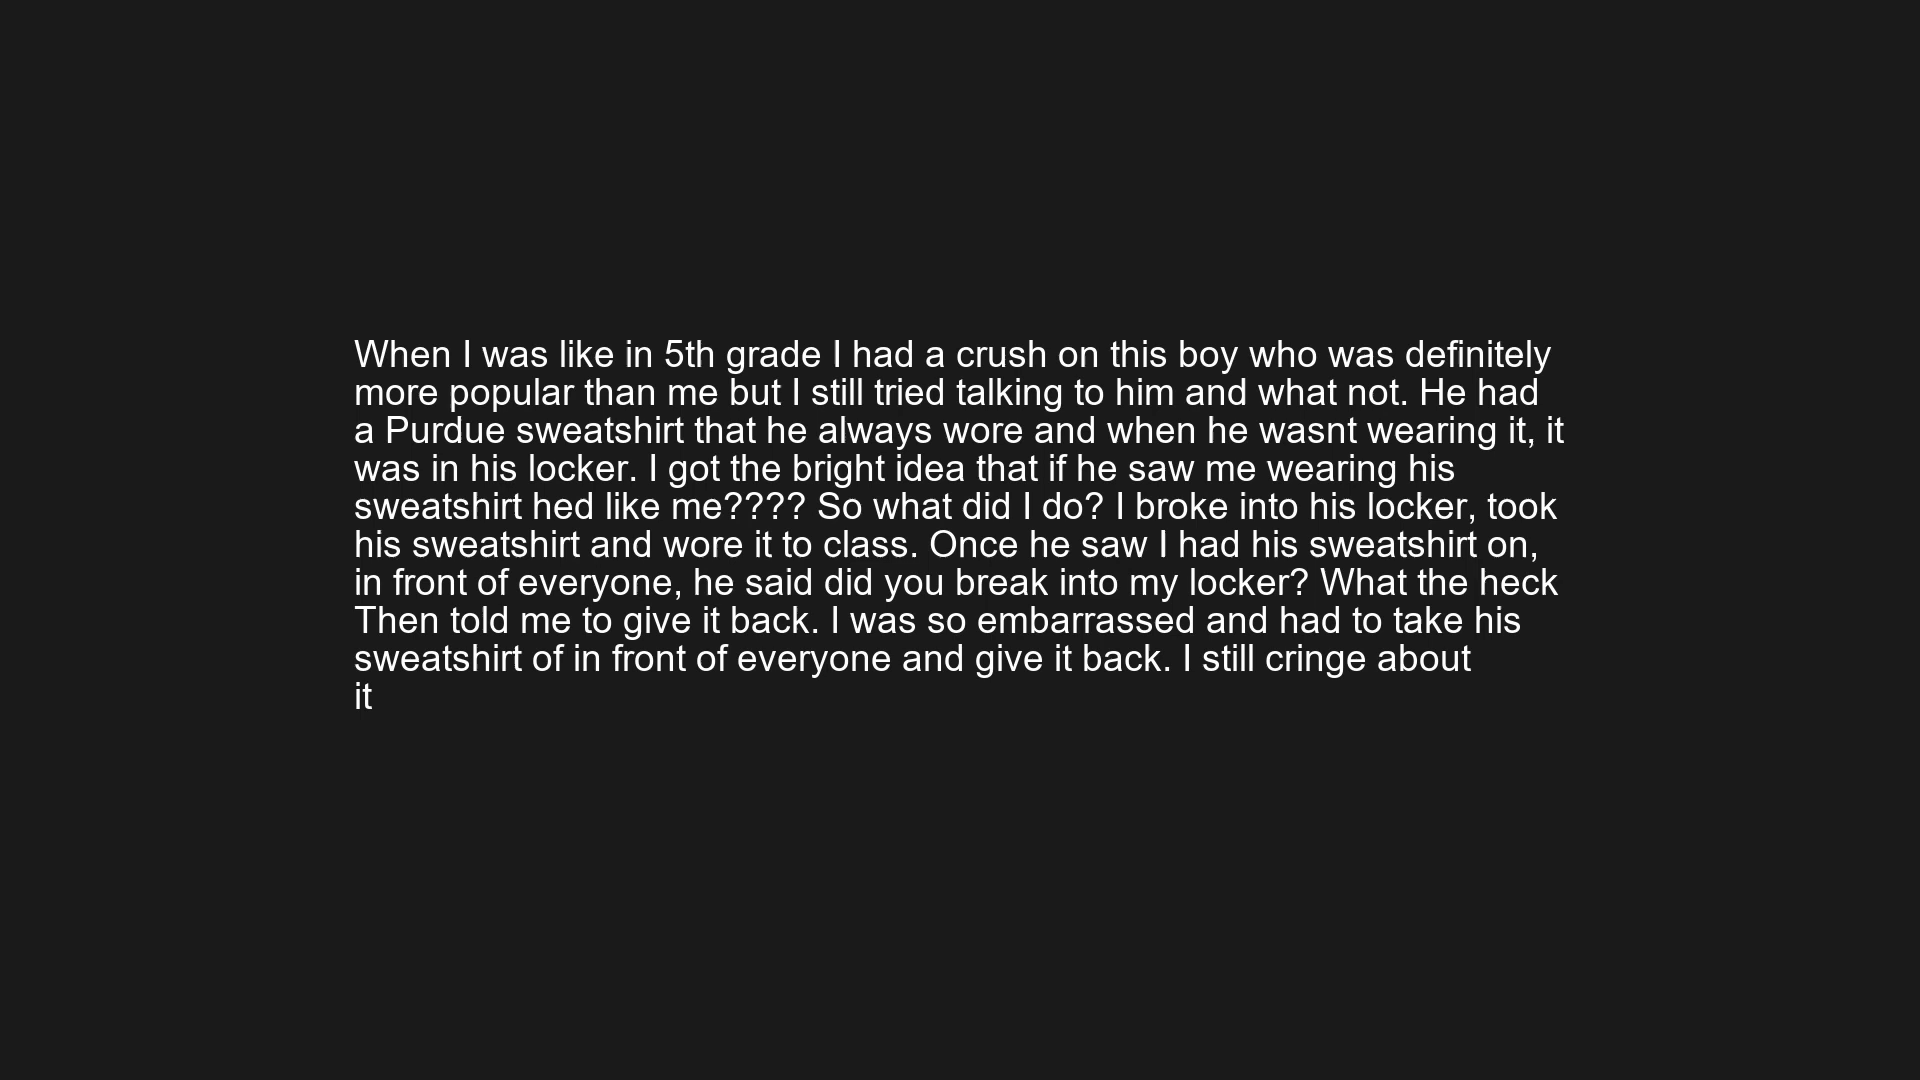 When I was like in 5th grade I had a crush on this boy who was definitely
more popular than me but I still tried talking to him and what not. He had
a Purdue sweatshirt that he always wore and when he wasnt wearing it, it
was in his locker. I got the bright idea that if he saw me wearing his
sweatshirt hed like me???? So what did I do? I broke into his locker, took
his sweatshirt and wore it to class. Once he saw I had his sweatshirt on,
in front of everyone, he said did you break into my locker? What the heck
Then told me to give it back. I was so embarrassed and had to take his
sweatshirt of in front of everyone and give it back. I still cringe about
it